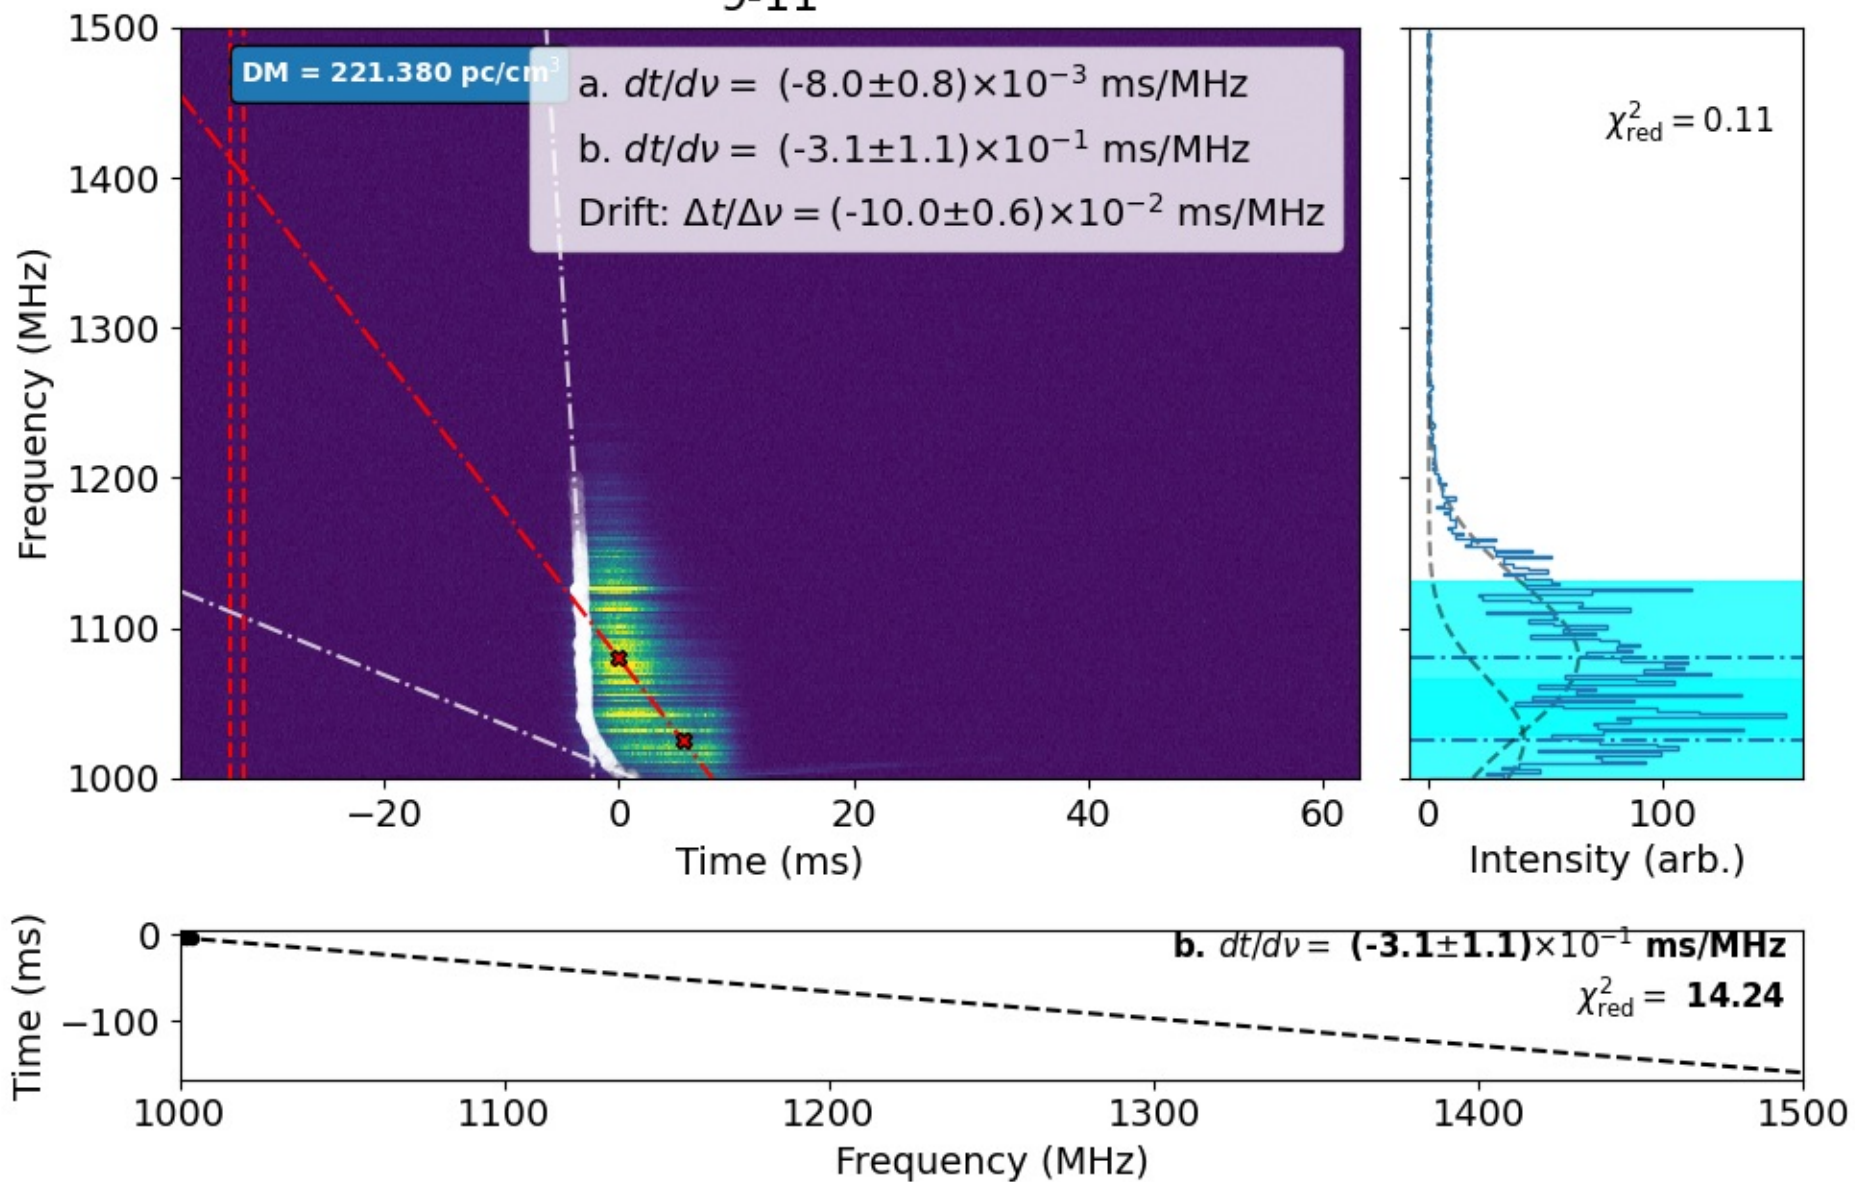 1500
1400
1300
1200
1100
1000
Frequency (MHz)
DM = 221.380 pc/cm³
a. dt/dν = (-8.0±0.8)×10⁻³ ms/MHz
b. dt/dν = (-3.1±1.1)×10⁻¹ ms/MHz
Drift: Δt/Δν = (-10.0±0.6)×10⁻² ms/MHz
−20 0 20 40 60
Time (ms)
χ²red = 0.11
0 100
Intensity (arb.)
0
−100
Time (ms)
b. dt/dν = (-3.1±1.1)×10⁻¹ ms/MHz
χ²red = 14.24
1000 1100 1200 1300 1400 1500
Frequency (MHz)